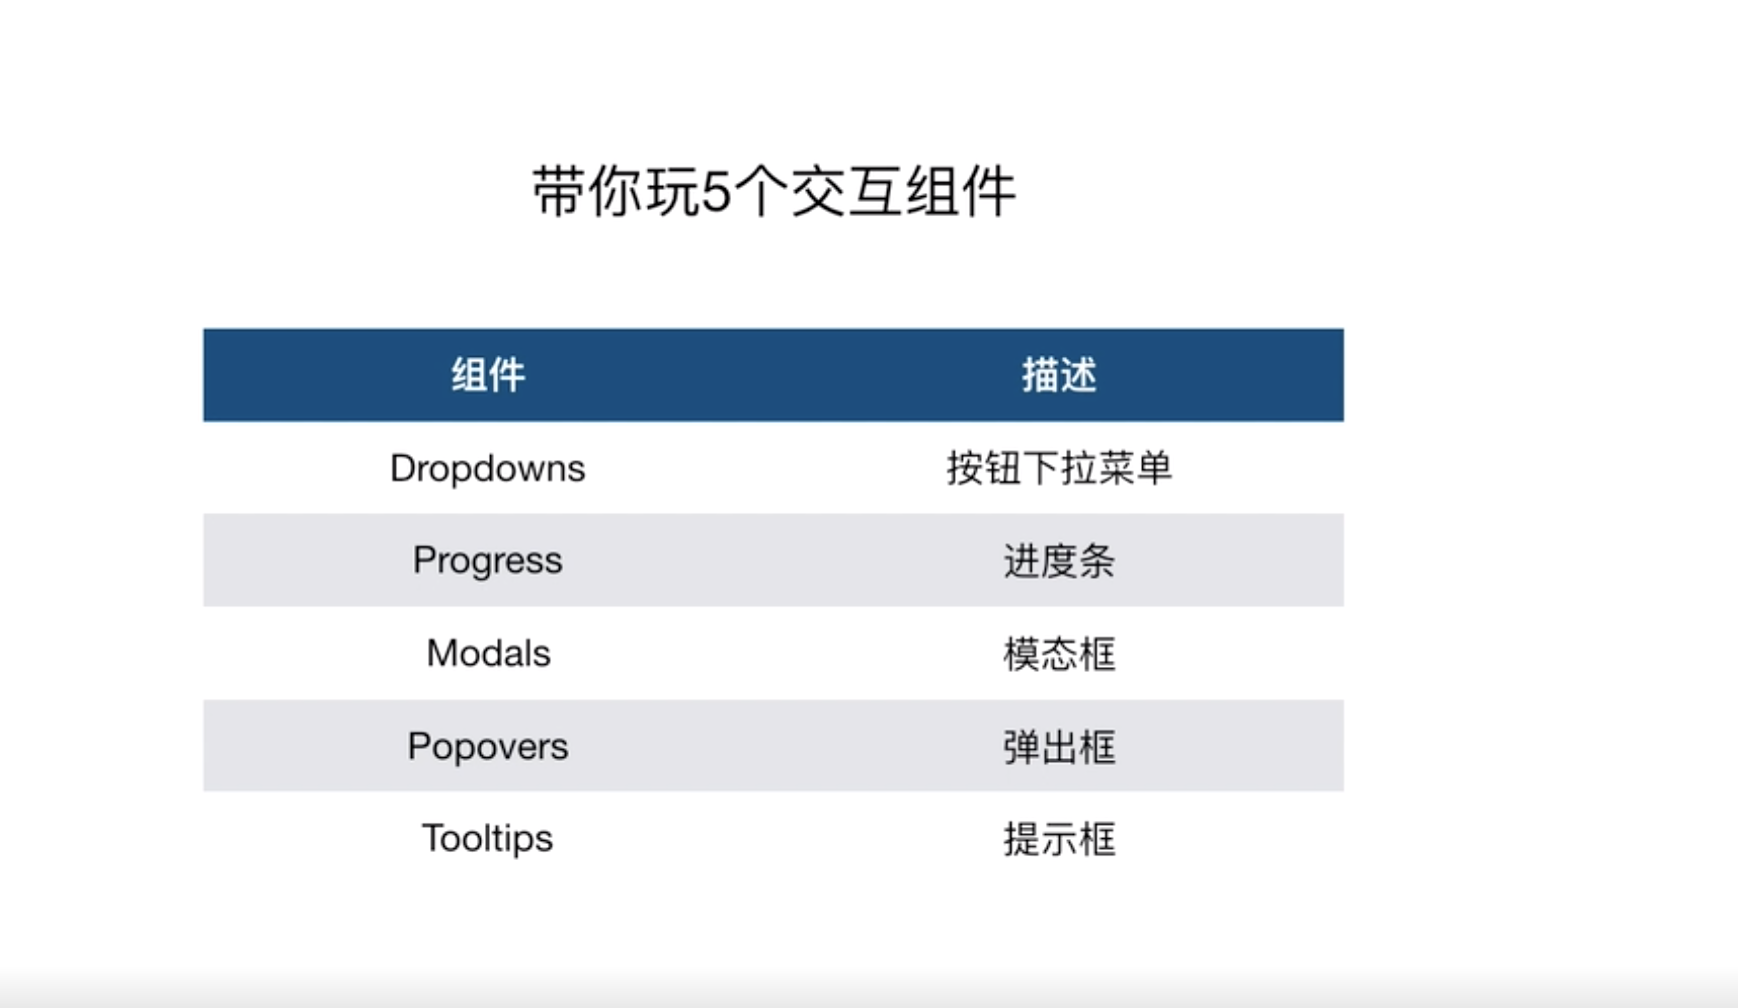 带你玩5个交互组件
组件 描述
Dropdowns 按钮下拉菜单
Progress 进度条
Modals 模态框
Popovers 弹出框
Tooltips 提示框